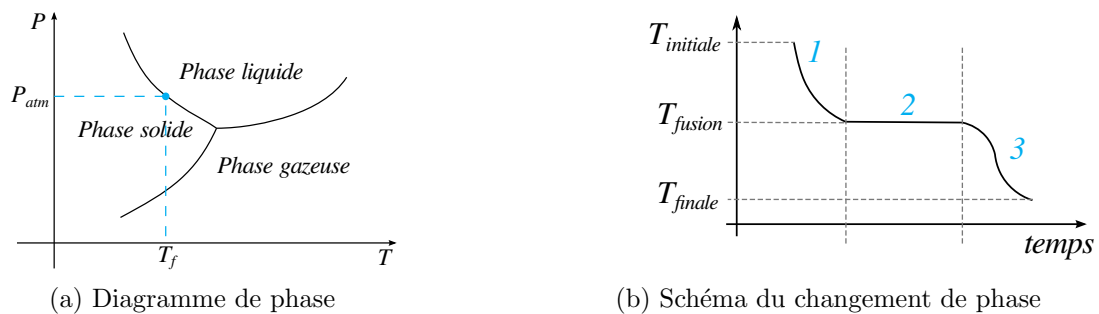 P
Phase liquide
P_atm
Phase solide
Phase gazeuse
T_f
T
(a) Diagramme de phase
T_initiale
1
2
T_fusion
3
T_finale
temps
(b) Schéma du changement de phase